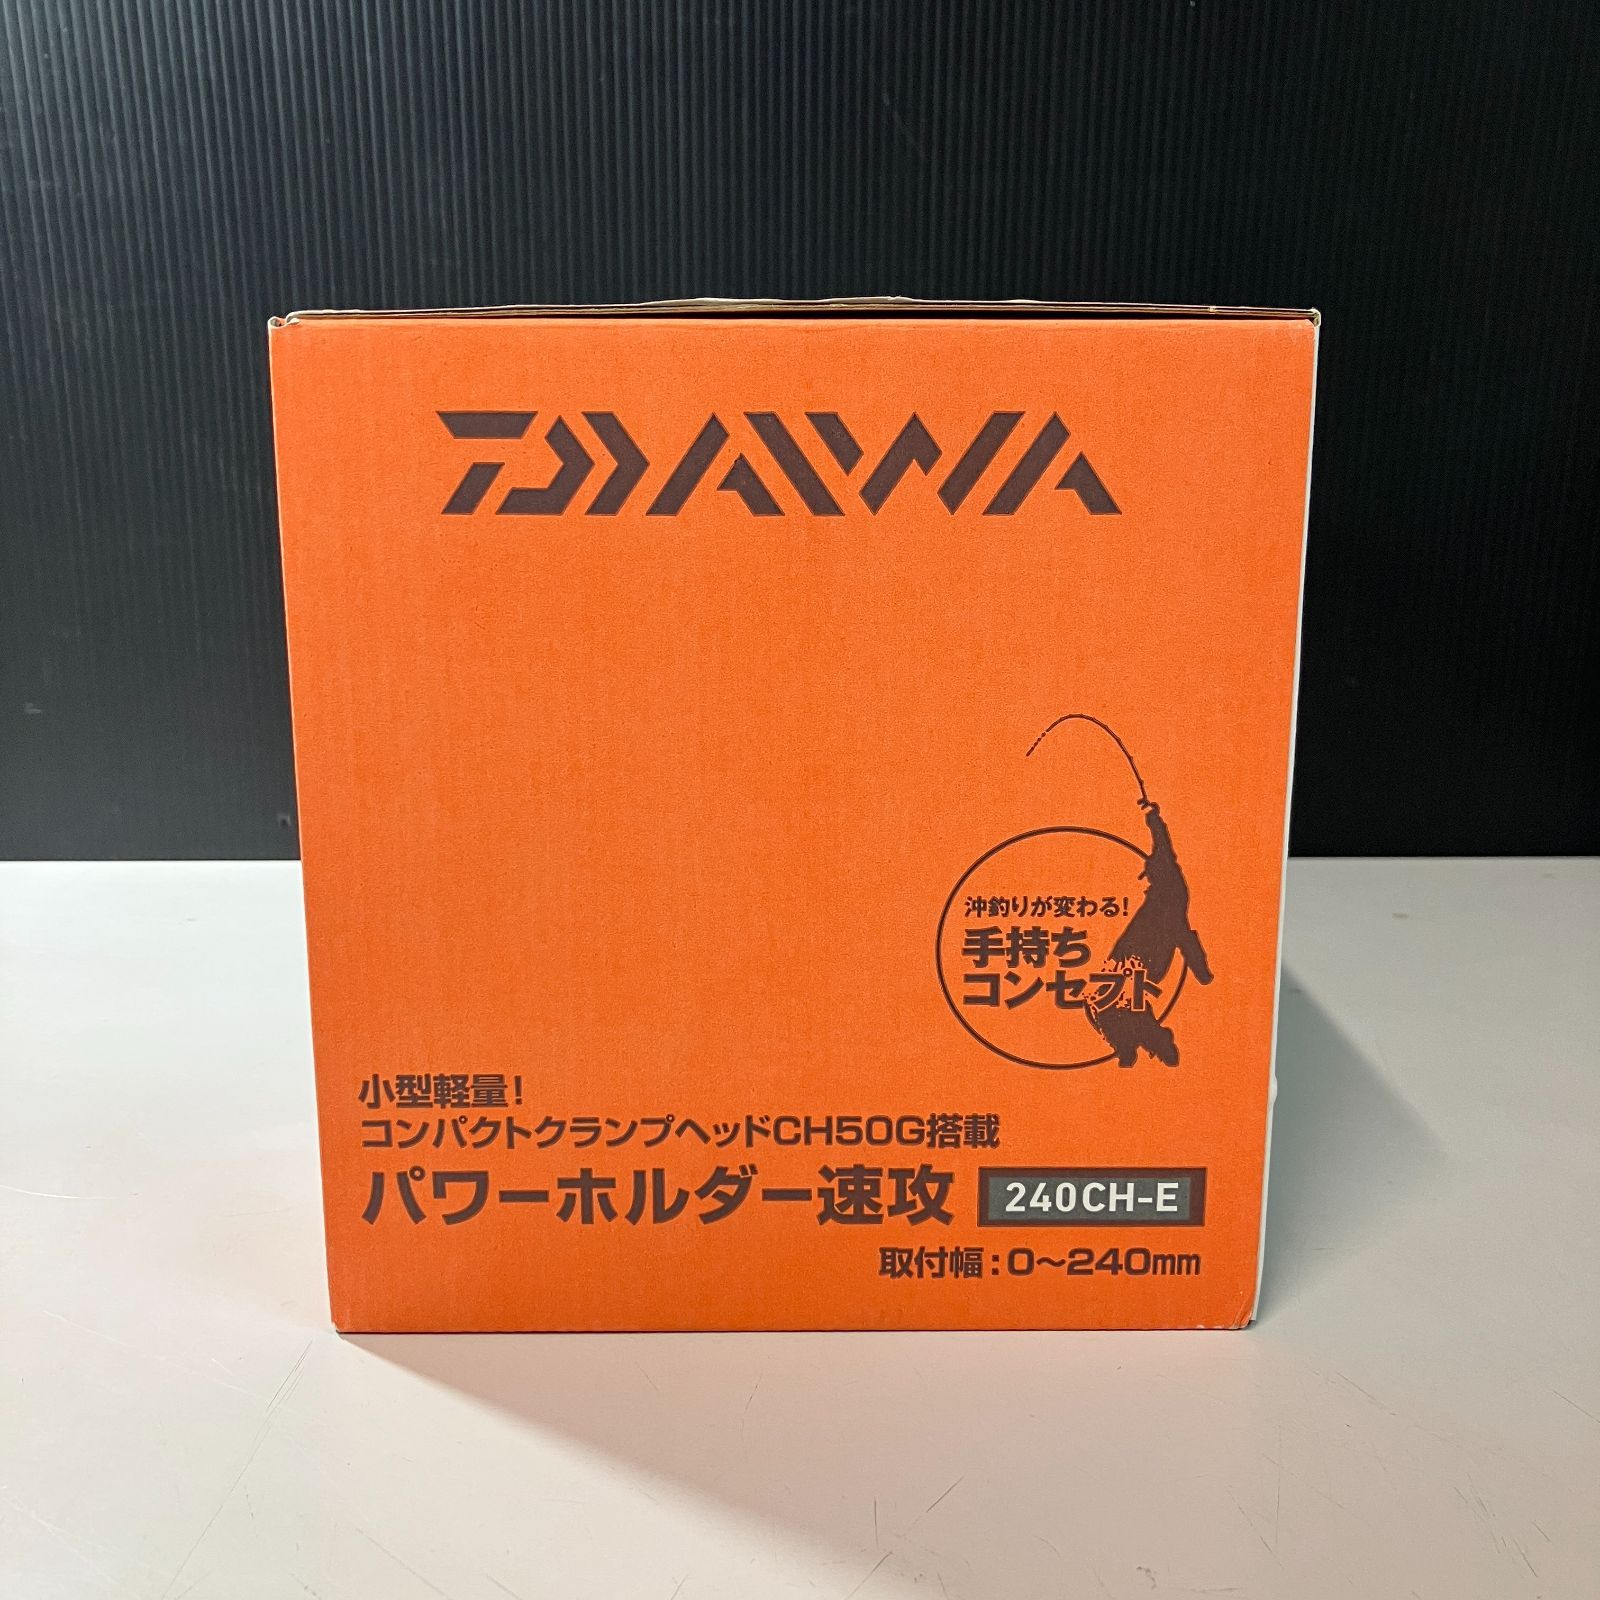 DAIWA
沖釣りが変わる!
手持ち
コンセプト
小型軽量!
コンパクトクランプヘッドCH50G搭載
パワーホルダー速攻 240CH-E
取付幅:0〜240mm